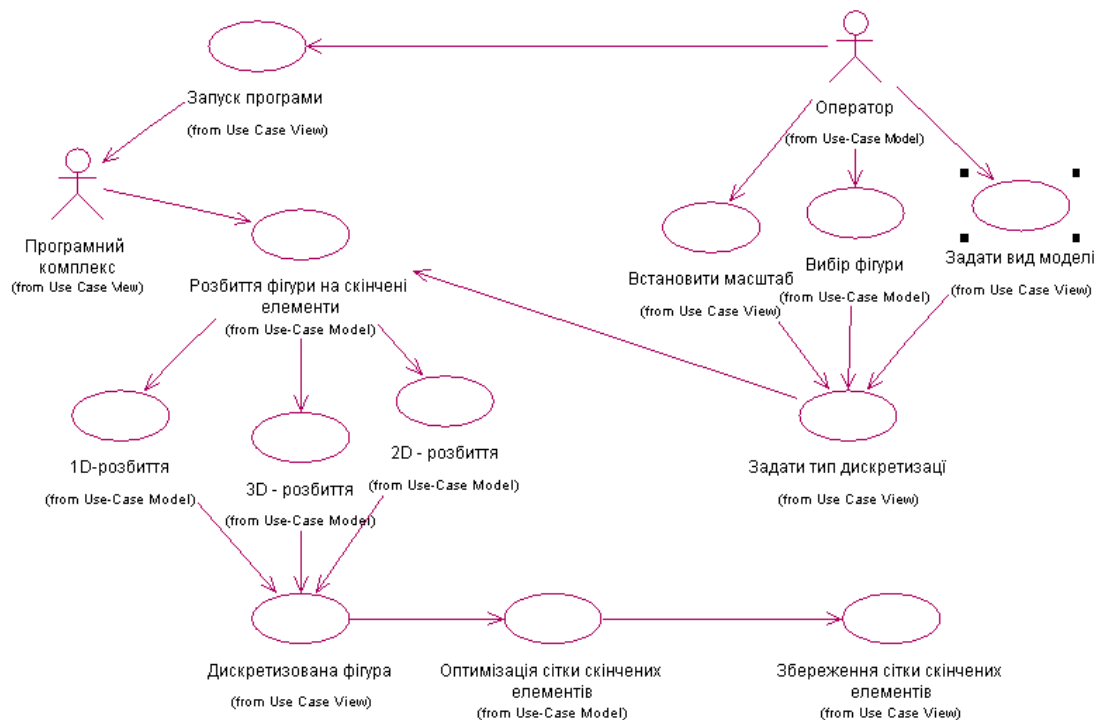 Запуск програми
(from Use Case View)
Оператор
(from Use-Case Model)
Програмний
комплекс
(from Use Case View)
Розбиття фігури на скінчені
елементи
(from Use-Case Model)
Встановити масштаб
(from Use Case View)
Вибір фігури
(from Use-Case Model)
Задати вид моделі
(from Use Case View)
1D-розбиття
(from Use-Case Model)
3D - розбиття
(from Use-Case Model)
2D - розбиття
(from Use-Case Model)
Задати тип дискретизаці
(from Use Case View)
Дискретизована фігура
(from Use Case View)
Оптимізація сітки скінчених
елементів
(from Use-Case Model)
Збереження сітки скінчених
елементів
(from Use Case View)